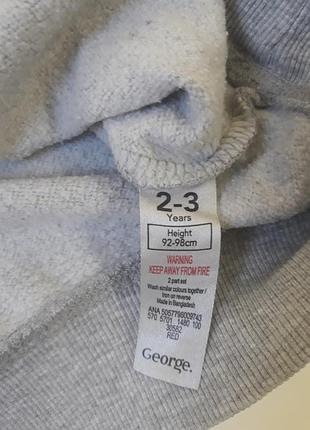 2-3
Years
Height
92-98cm
WARNING
KEEP AWAY FROM FIRE
2 part set
Wash similar colours together /
Iron on reverse
Made in Bangladesh
ANA 5057796009743
570 5701 1480 100
30582
RED
George.